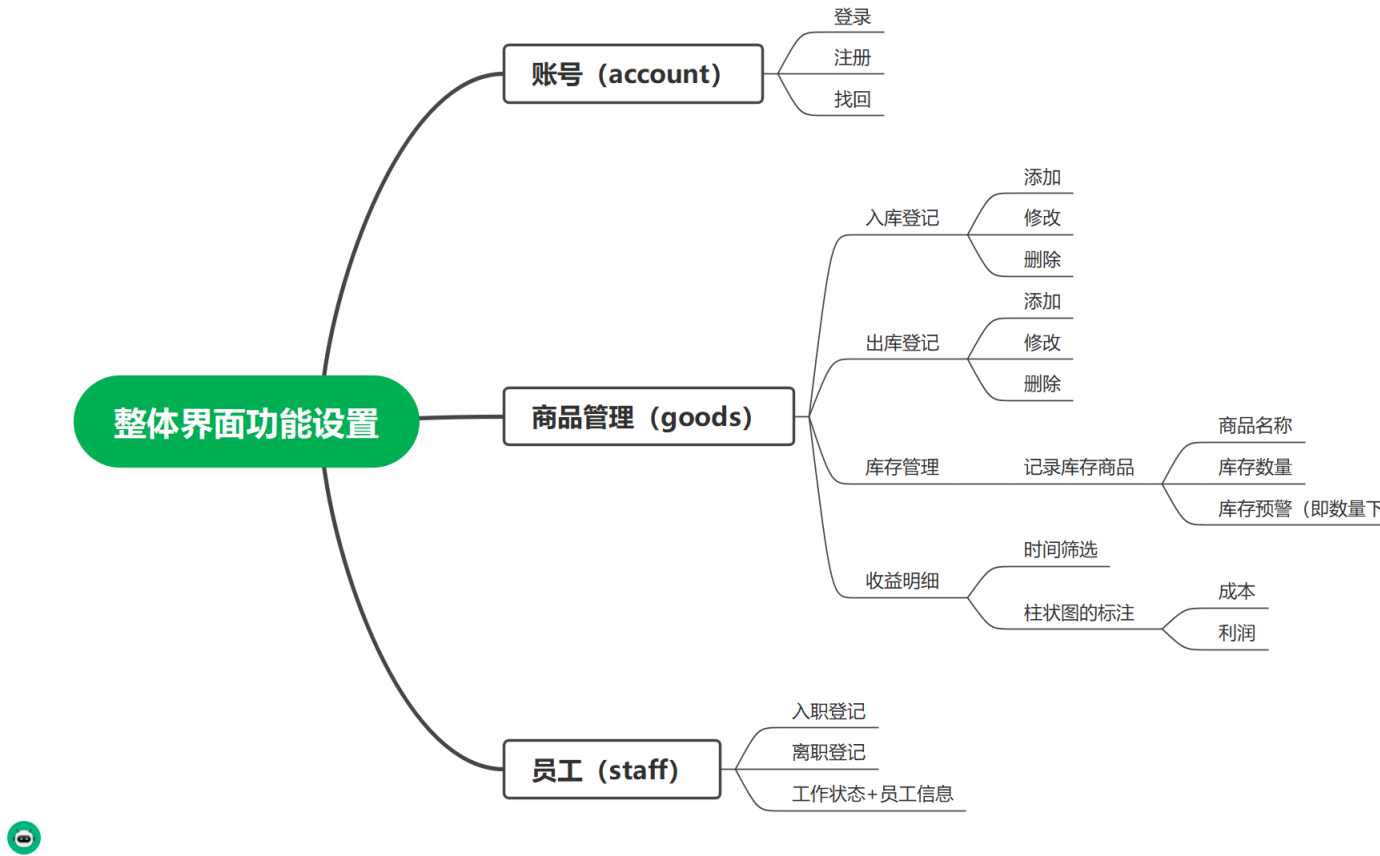 整体界面功能设置
账号（account）
登录
注册
找回
商品管理（goods）
入库登记
添加
修改
删除
出库登记
添加
修改
删除
库存管理
记录库存商品
商品名称
库存数量
库存预警（即数量下
收益明细
时间筛选
柱状图的标注
成本
利润
员工（staff）
入职登记
离职登记
工作状态+员工信息